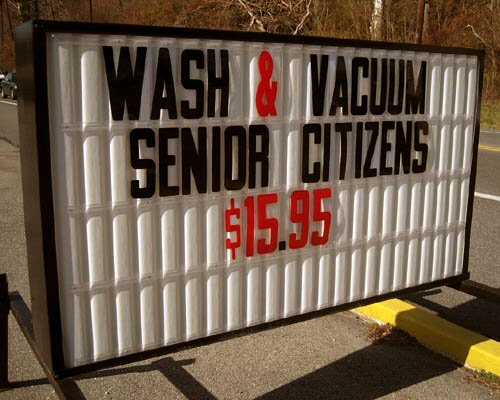 WASH & VACUUM
SENIOR CITIZENS
$15.95